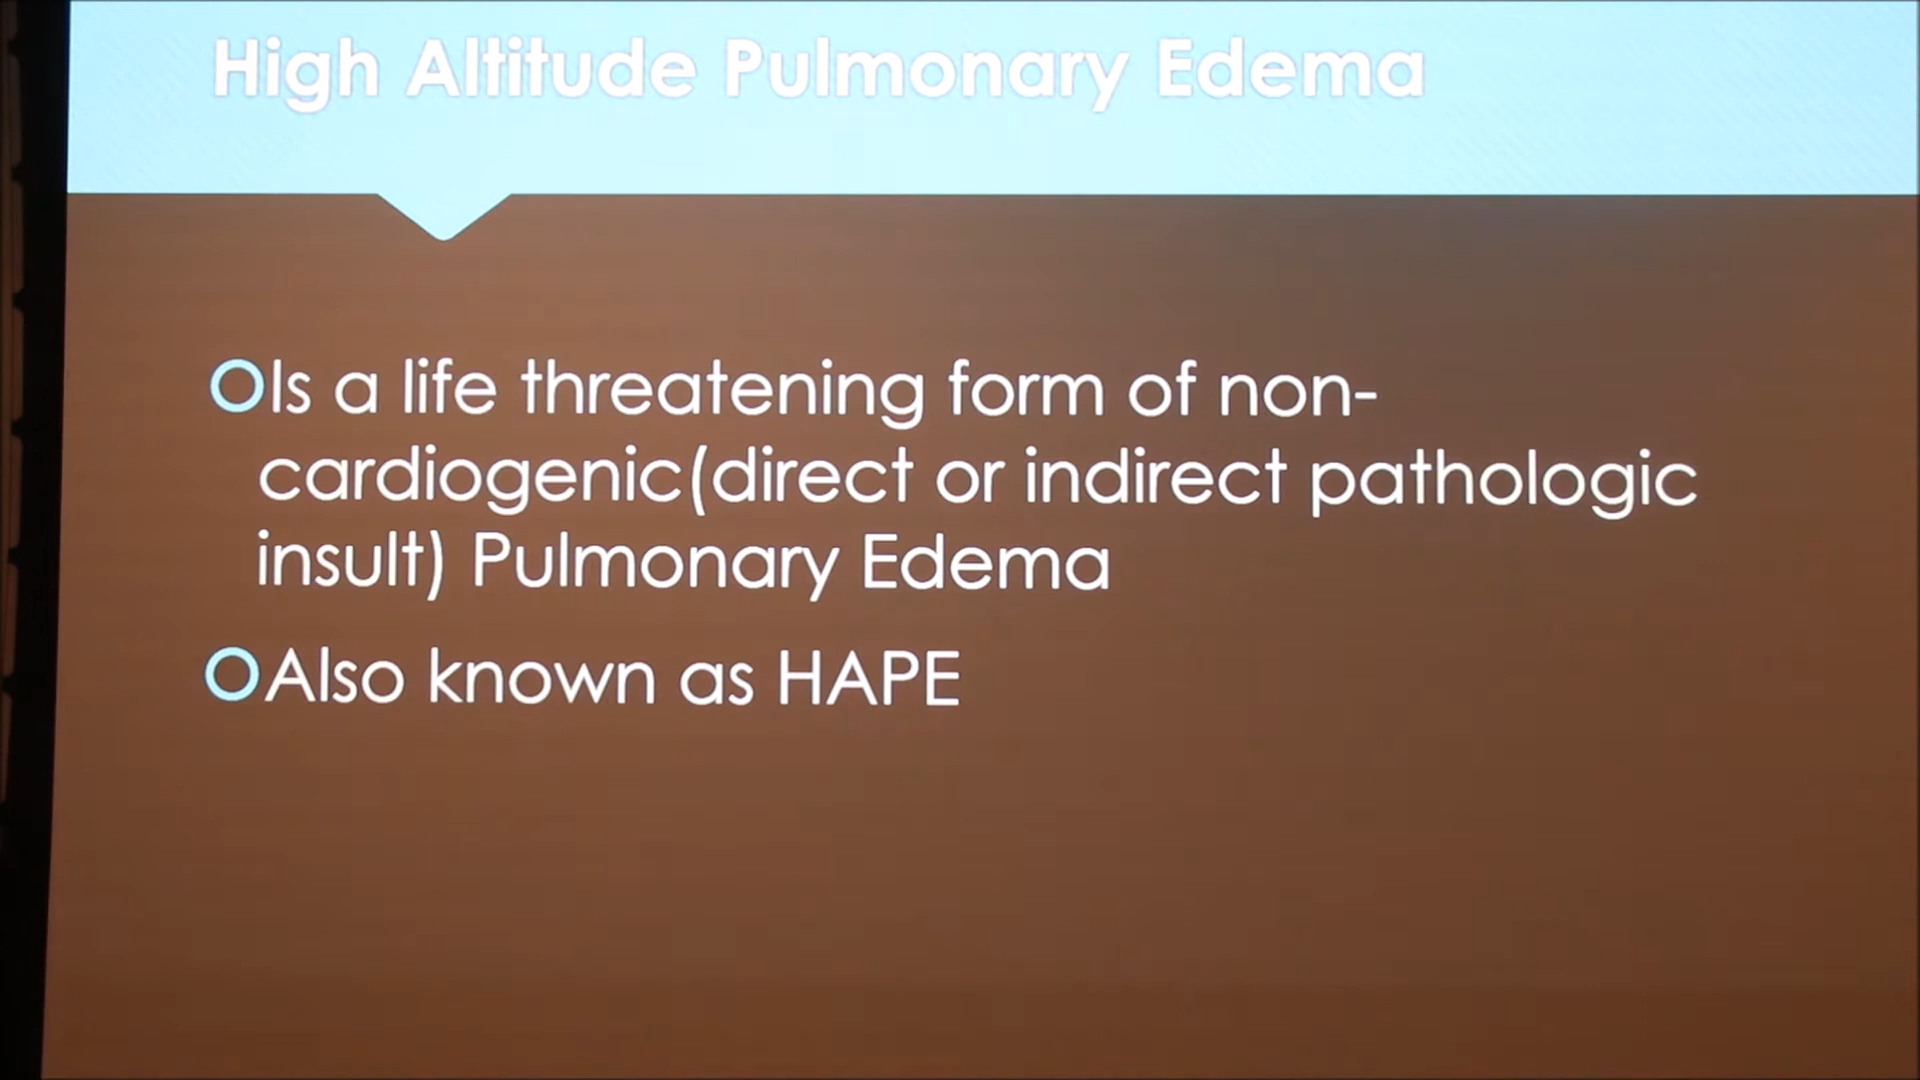 High Altitude Pulmonary Edema
Is a life threatening form of non-
cardiogenic(direct or indirect pathologic
insult) Pulmonary Edema
Also known as HAPE